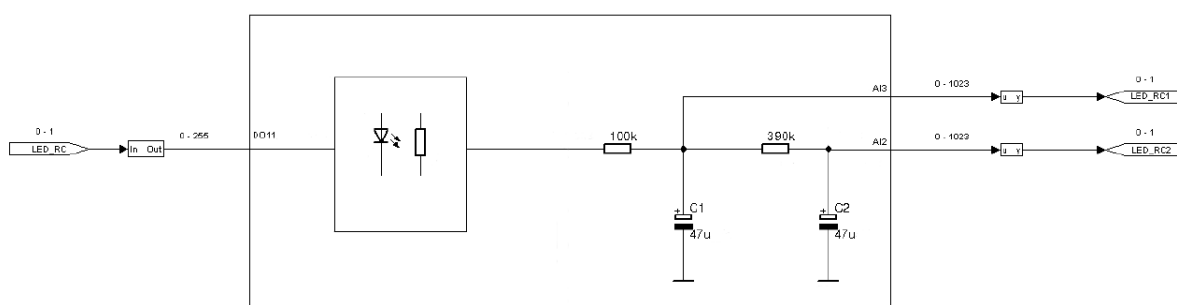 0 - 1
LED_RC
In Out
0 - 255
DO11
100k
390k
C1
+
47u
C2
+
47u
AI3
0 - 1023
u y
0 - 1
LED_RC1
AI2
0 - 1023
u y
0 - 1
LED_RC2